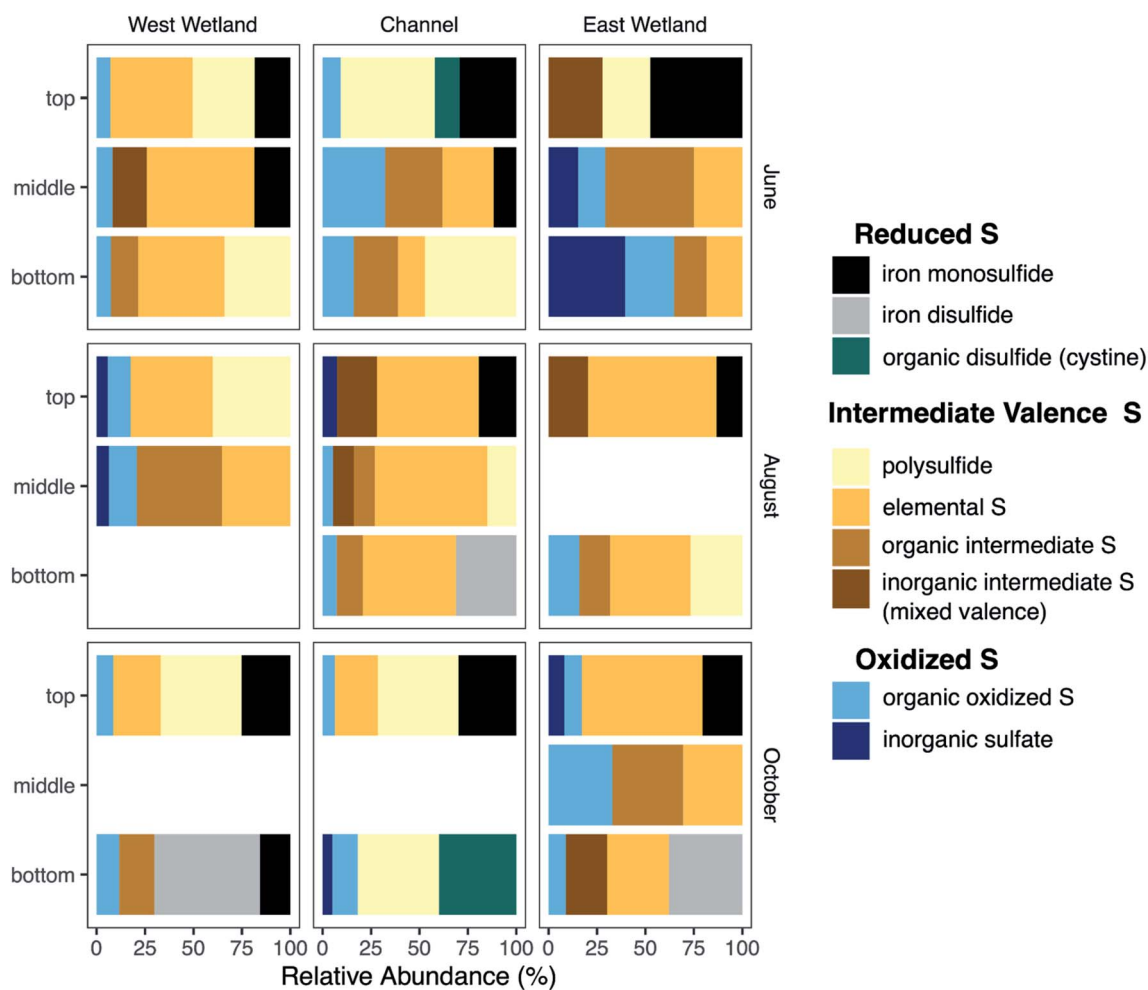 West Wetland
Channel
East Wetland
top
middle
bottom
June
top
middle
bottom
August
top
middle
bottom
October
0 25 50 75 100
0 25 50 75 100
0 25 50 75 100
Relative Abundance (%)
Reduced S
iron monosulfide
iron disulfide
organic disulfide (cystine)
Intermediate Valence S
polysulfide
elemental S
organic intermediate S
inorganic intermediate S
(mixed valence)
Oxidized S
organic oxidized S
inorganic sulfate